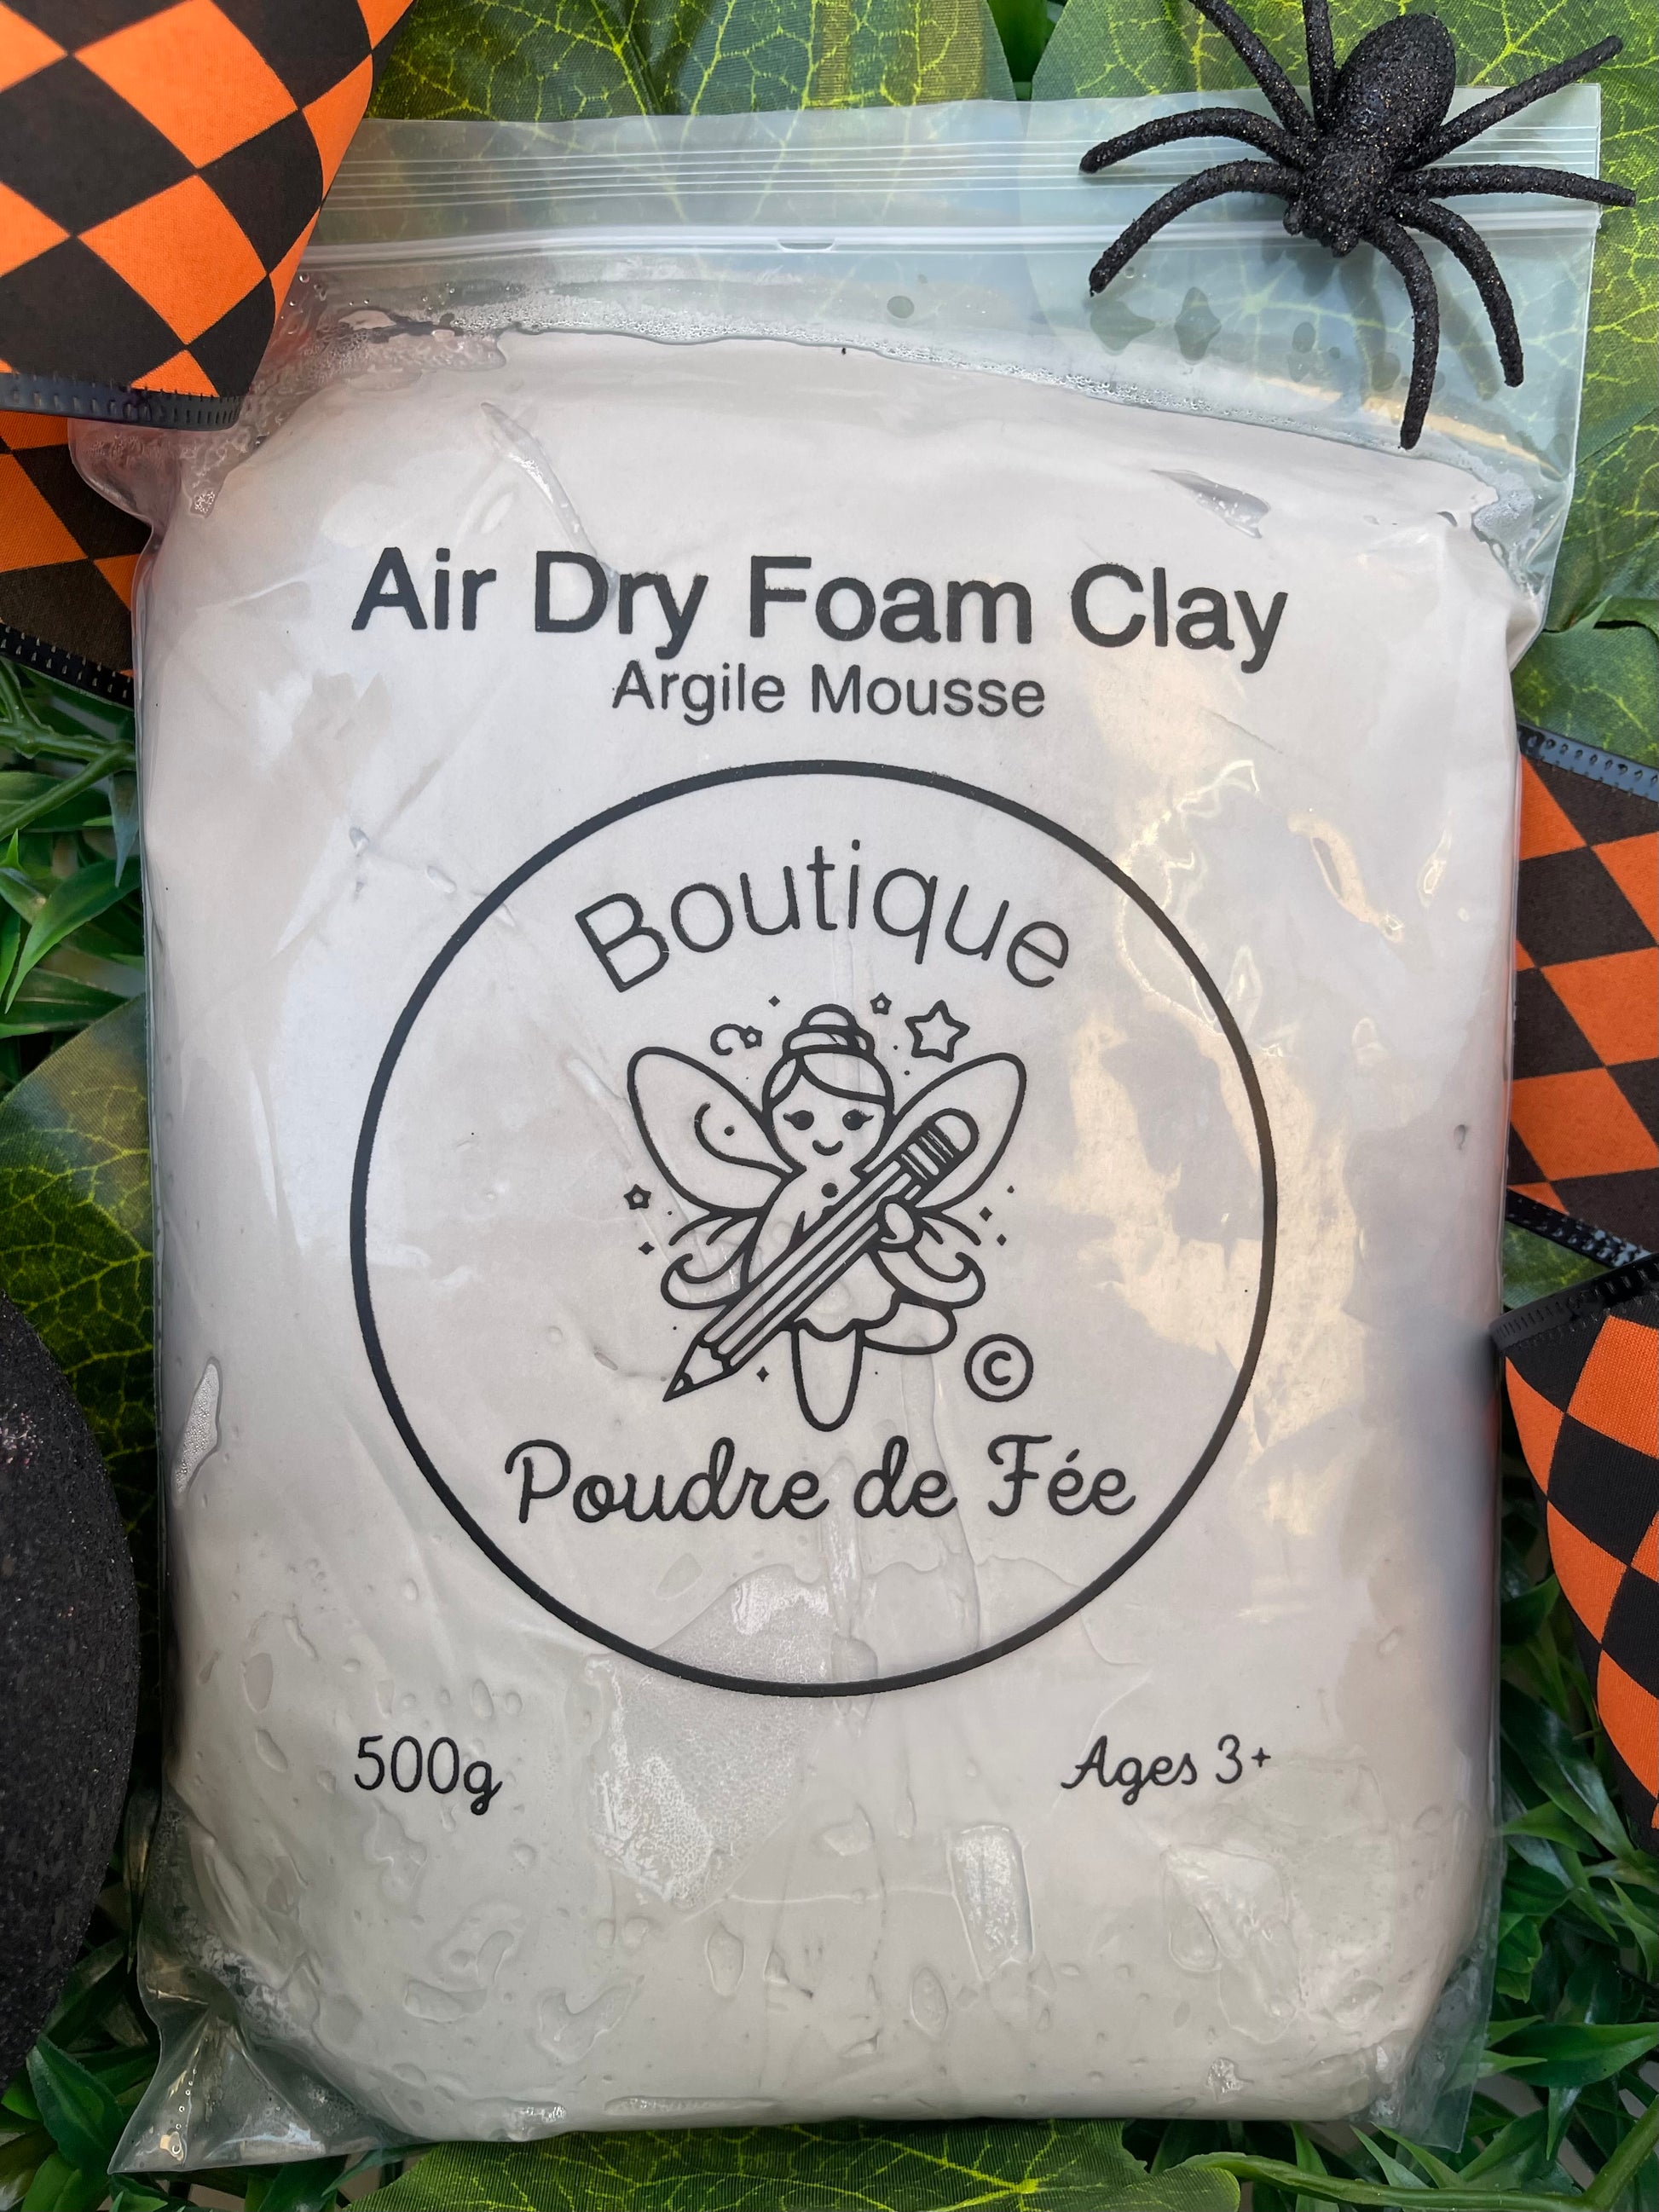 Air Dry Foam Clay
Argile Mousse
Boutique
©
Poudre de Fée
500g
Ages 3+